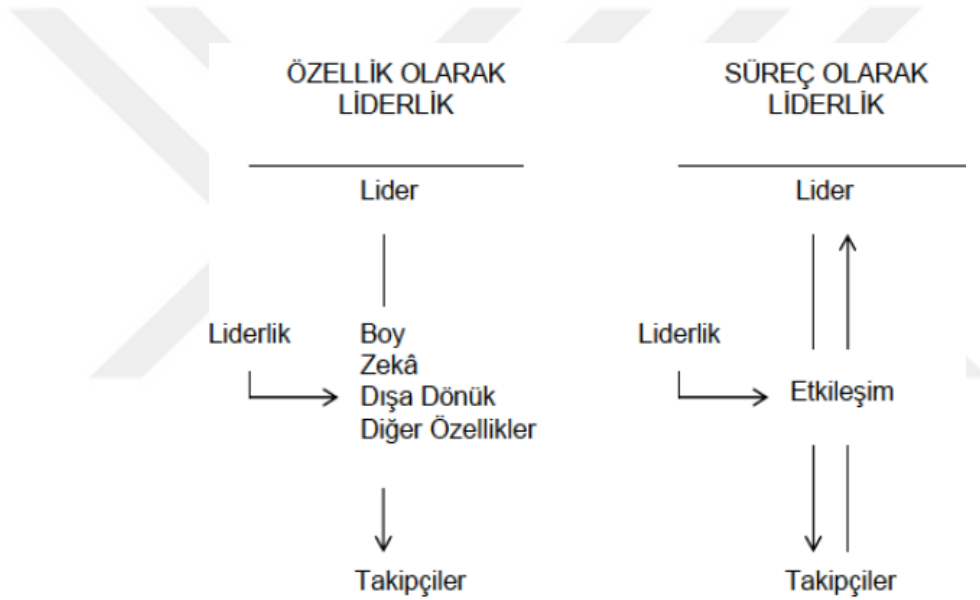 ÖZELLİK OLARAK
LİDERLİK
Lider
Liderlik
Boy
Zekâ
Dışa Dönük
Diğer Özellikler
Takipçiler
SÜREÇ OLARAK
LİDERLİK
Lider
Liderlik
Etkileşim
Takipçiler